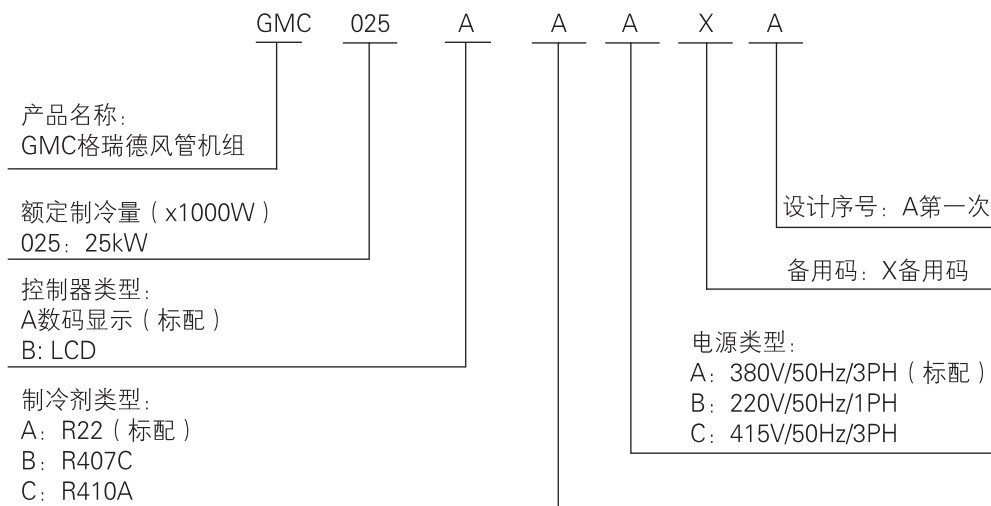 GMC 025 A A A X A
产品名称:
GMC格瑞德风管机组
额定制冷量(x1000W)
025: 25kW
控制器类型:
A数码显示(标配)
B: LCD
制冷剂类型:
A: R22(标配)
B: R407C
C: R410A
设计序号: A第一次
备用码: X备用码
电源类型:
A: 380V/50Hz/3PH(标配)
B: 220V/50Hz/1PH
C: 415V/50Hz/3PH